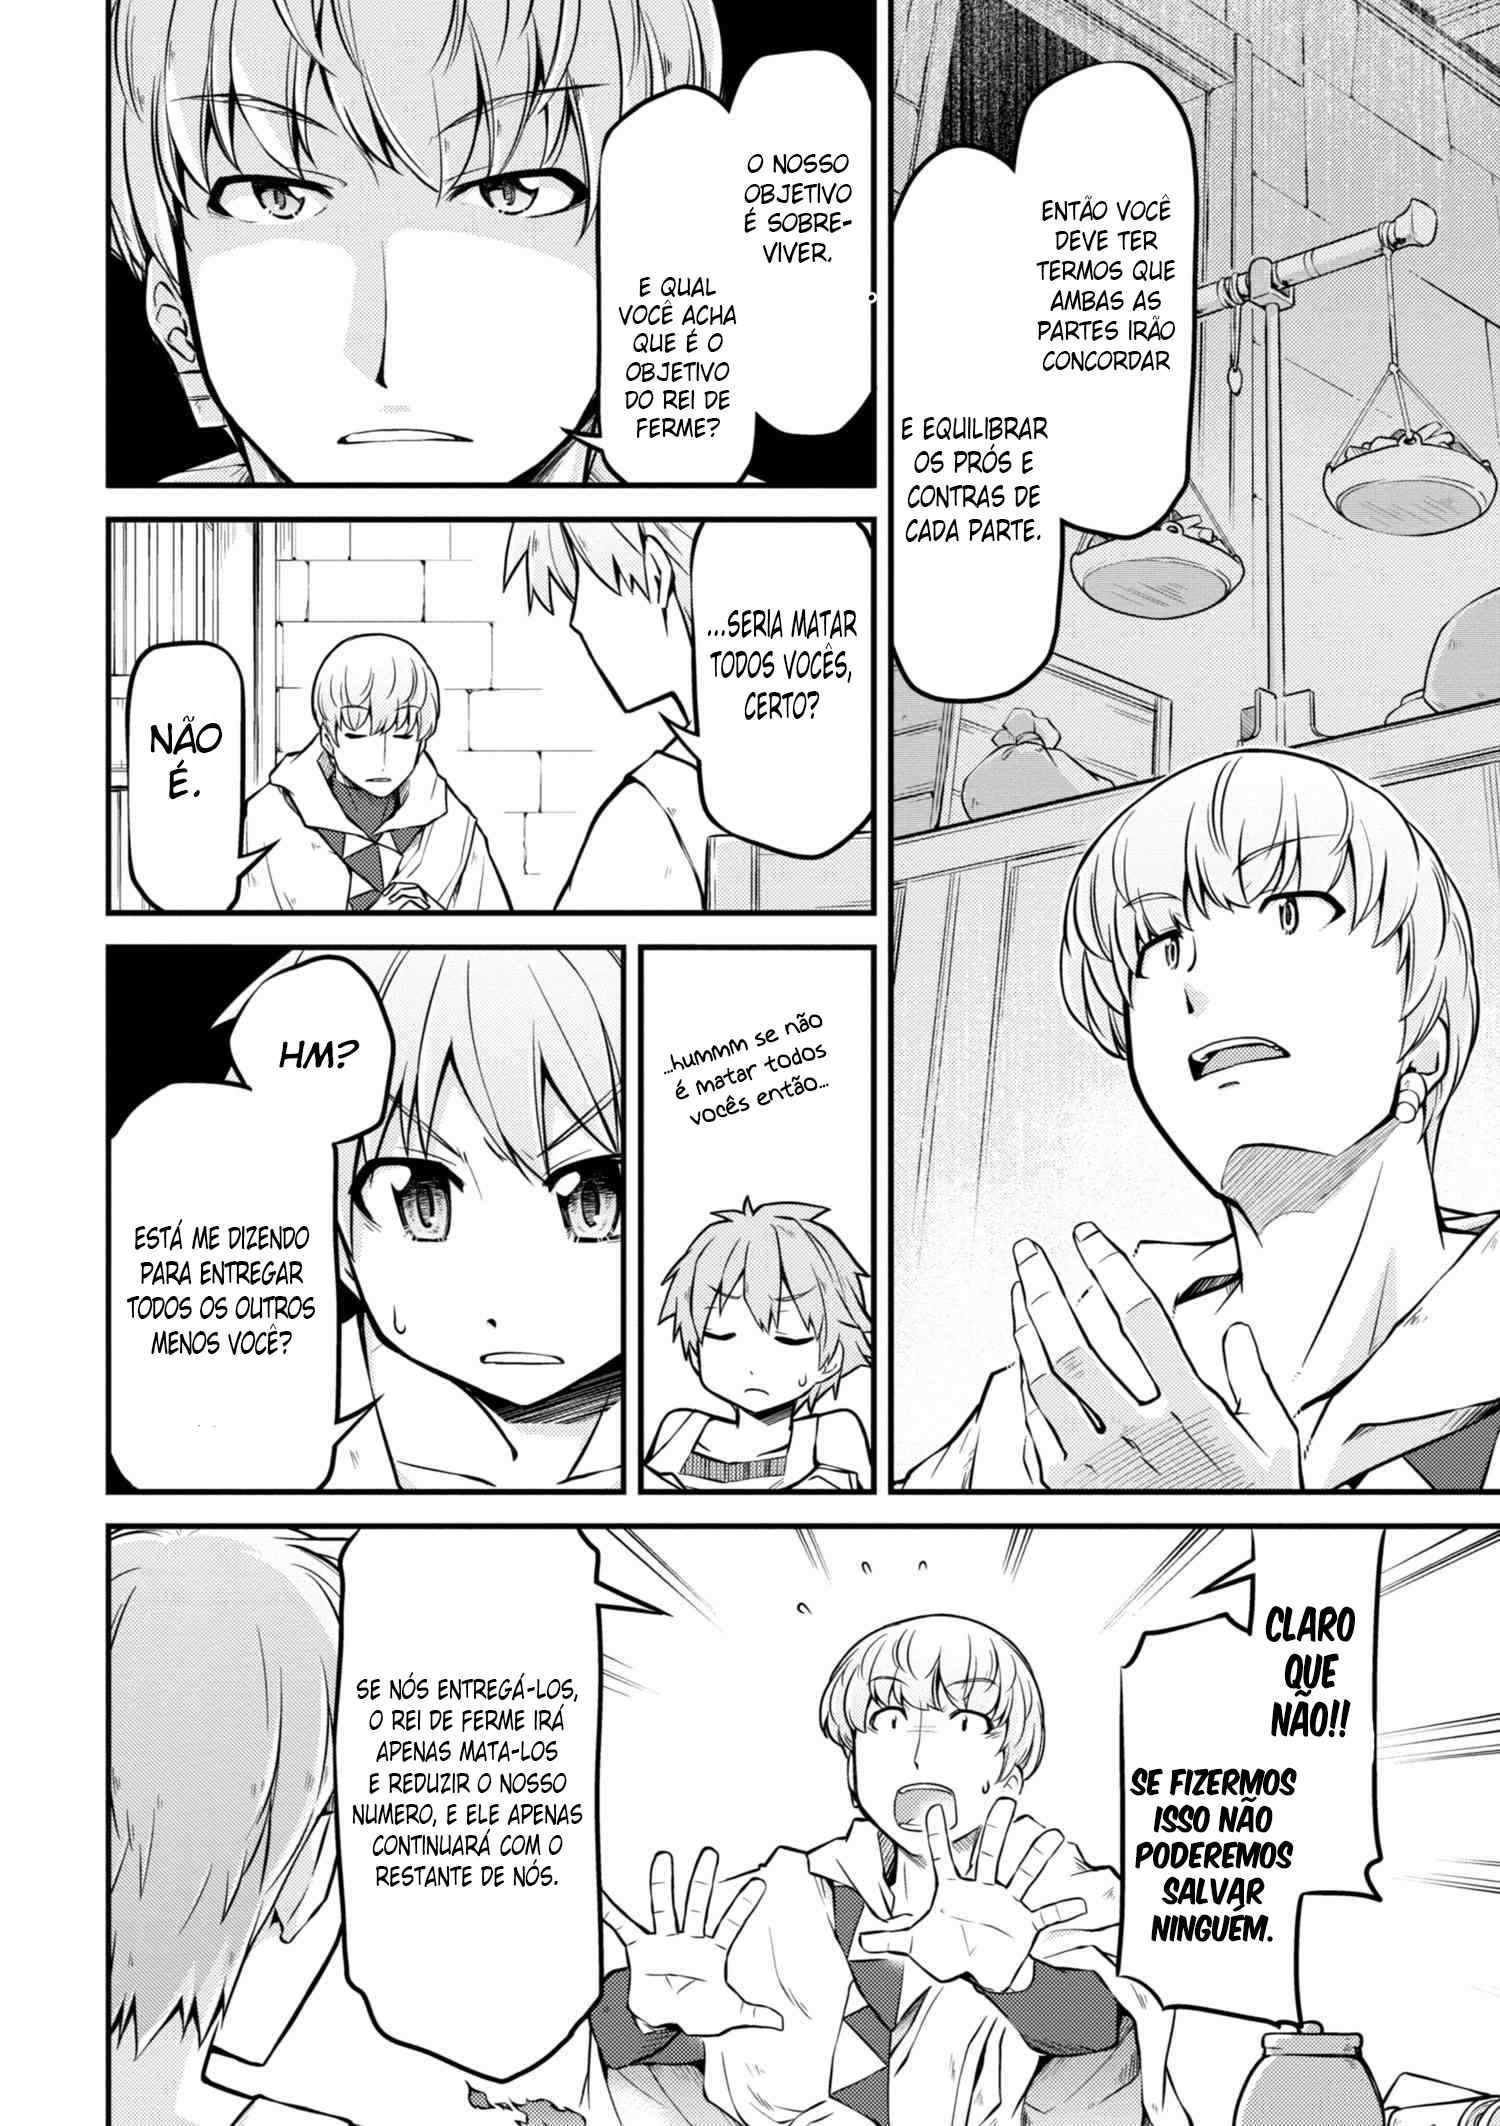 ENTÃO VOCÊ
DEVE TER
TERMOS QUE
AMBAS AS
PARTES IRÃO
CONCORDAR
E EQUILIBRAR
OS PRÓS E
CONTRAS DE
CADA PARTE.
O NOSSO
OBJETIVO
É SOBRE-
VIVER.
E QUAL
VOCÊ ACHA
QUE É O
OBJETIVO
DO REI DE
FERME?
...SERIA MATAR
TODOS VOCÊS,
CERTO?
NÃO
É.
...hummm se não
é matar todos
vocês então...
HM?
ESTÁ ME DIZENDO
PARA ENTREGAR
TODOS OS OUTROS
MENOS VOCÊ?
CLARO
QUE
NÃO!!
SE FIZERMOS
ISSO NÃO
PODEREMOS
SALVAR
NINGUÉM.
SE NÓS ENTREGÁ-LOS,
O REI DE FERME IRÁ
APENAS MATA-LOS
E REDUZIR O NOSSO
NUMERO, E ELE APENAS
CONTINUARÁ COM O
RESTANTE DE NÓS.